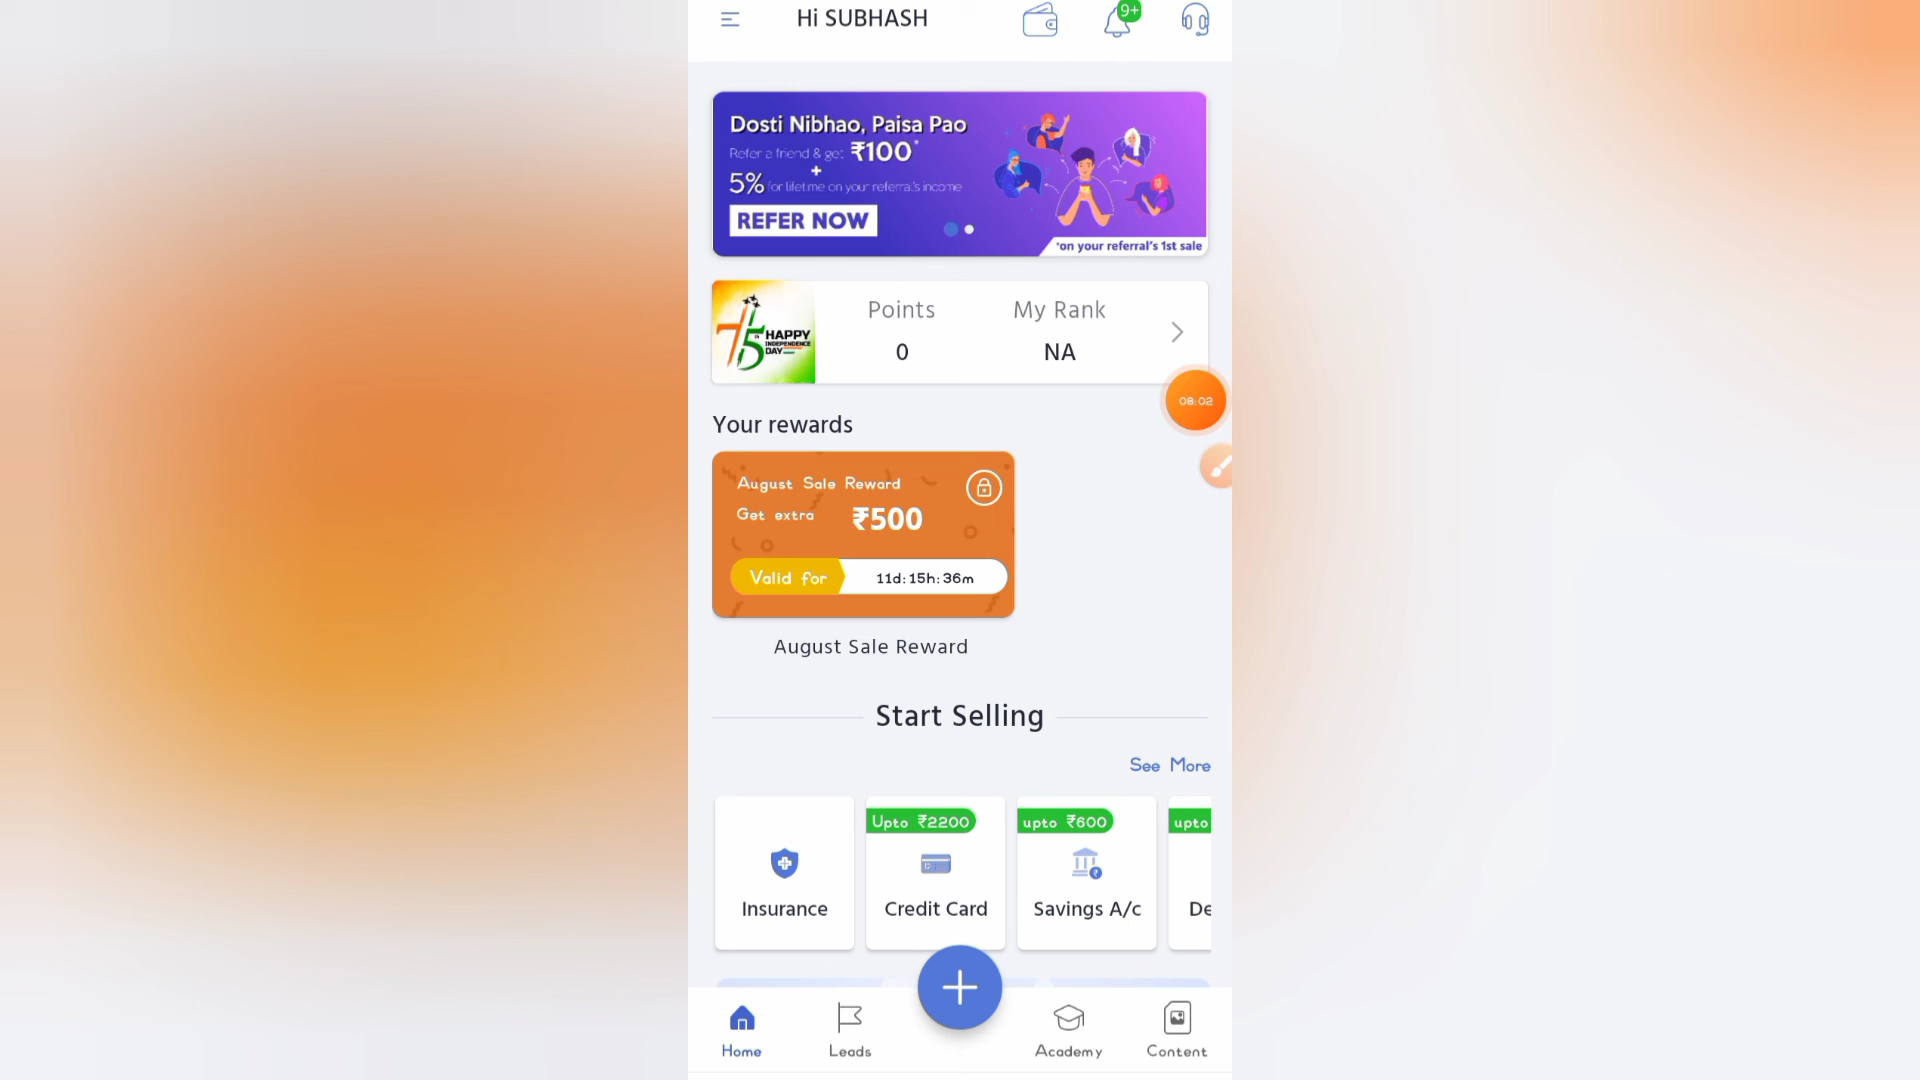 Hi SUBHASH
9+
Dosti Nibhao, Paisa Pao
Refer a friend & get ₹100*
+
5% for lifetime on your referral's income
REFER NOW
*on your referral's 1st sale
75th HAPPY
INDEPENDENCE
DAY
Points
My Rank
0
NA
08:02
Your rewards
August Sale Reward
Get extra ₹500
Valid for
11d:15h:36m
August Sale Reward
Start Selling
See More
Upto ₹2200
upto ₹600
upto
Insurance
Credit Card
Savings A/c
De
Home
Leads
Academy
Content